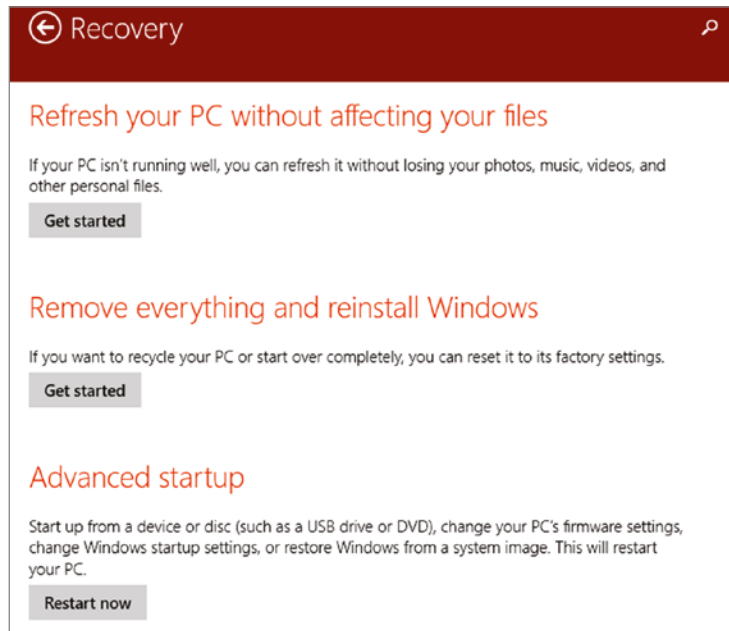 Recovery
Refresh your PC without affecting your files
If your PC isn't running well, you can refresh it without losing your photos, music, videos, and
other personal files.
Get started
Remove everything and reinstall Windows
If you want to recycle your PC or start over completely, you can reset it to its factory settings.
Get started
Advanced startup
Start up from a device or disc (such as a USB drive or DVD), change your PC's firmware settings,
change Windows startup settings, or restore Windows from a system image. This will restart
your PC.
Restart now